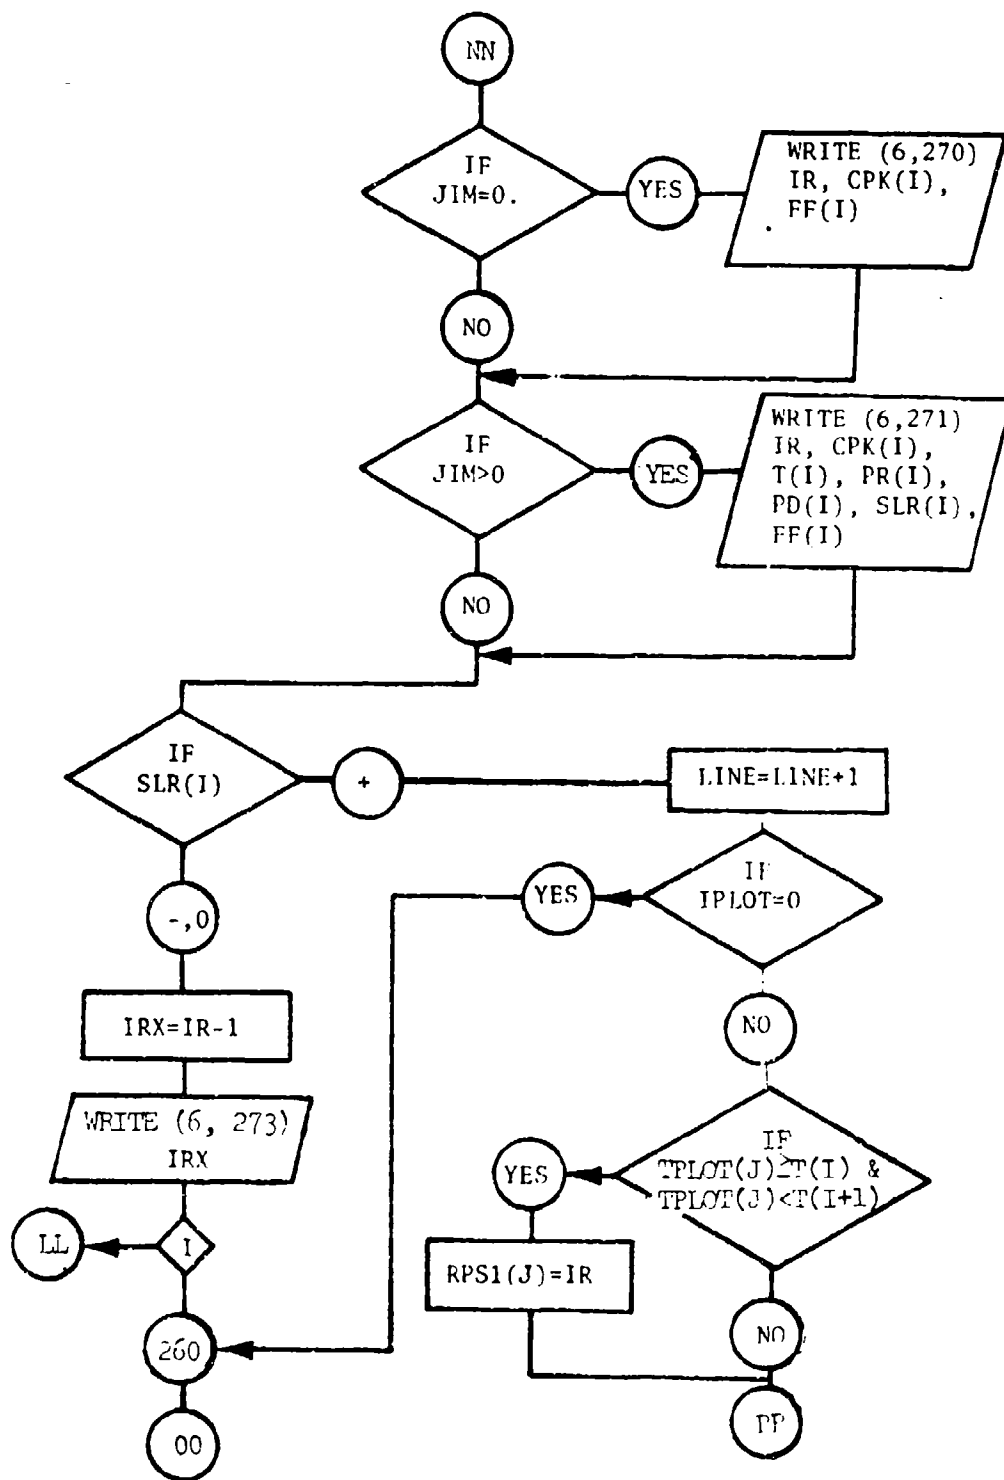 NN
IF
JIM=0.
YES
WRITE (6,270)
IR, CPK(I),
FF(I)
NO
IF
JIM>0
YES
WRITE (6,271)
IR, CPK(I),
T(I), PR(I),
PD(I), SLR(I),
FF(I)
NO
IF
SLR(I)
+
LINE=LINE+1
-,0
IF
IPLOT=0
YES
NO
IRX=IR-1
WRITE (6, 273)
IRX
IF
TPLOT(J)≥T(I) &
TPLOT(J)<T(I+1)
YES
RPS1(J)=IR
NO
I
LL
260
OO
PP